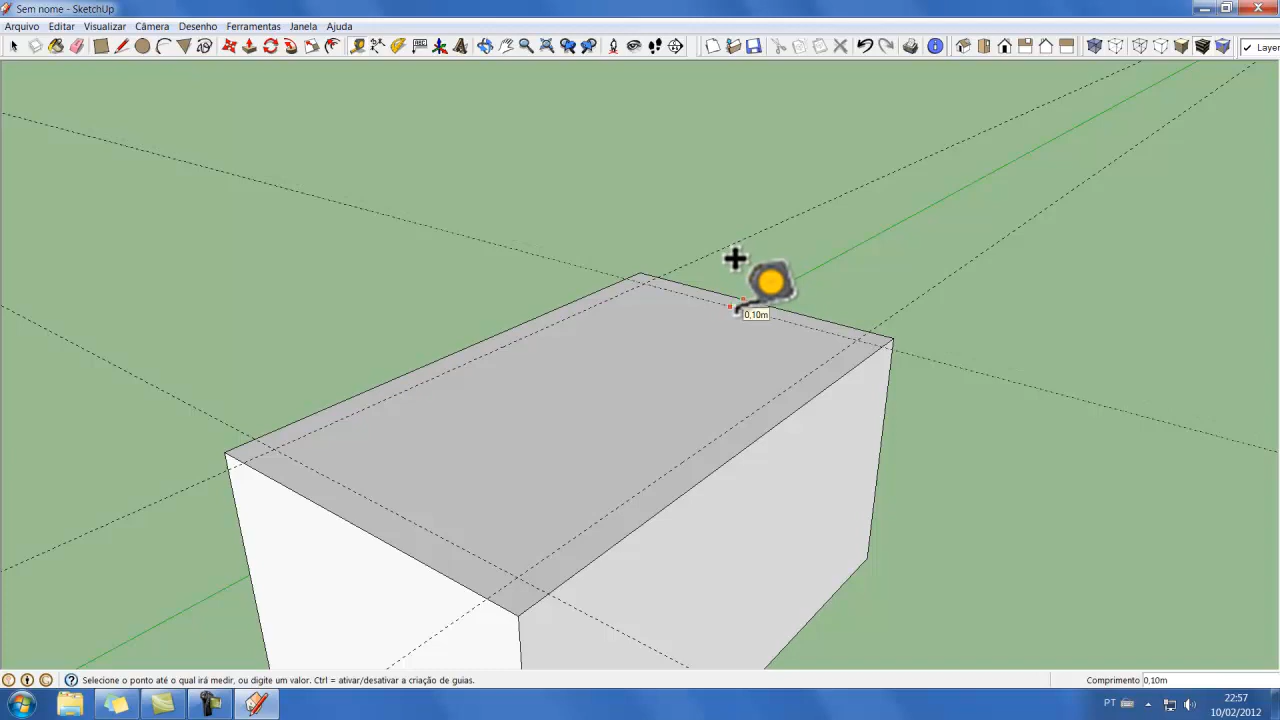 Sem nome - SketchUp
Arquivo Editar Visualizar Câmera Desenho Ferramentas Janela Ajuda
Layer
0,10m
Selecione o ponto até o qual irá medir, ou digite um valor. Ctrl = ativar/desativar a criação de guias.
Comprimento 0,10m
PT
22:57
10/02/2012